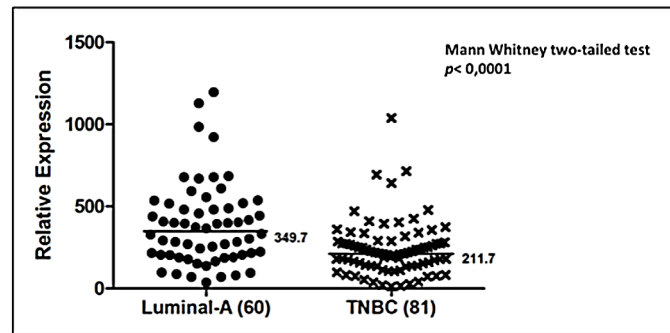 1500
Mann Whitney two-tailed test
p< 0,0001
1000
Relative Expression
500
349.7
211.7
0
Luminal-A (60)
TNBC (81)